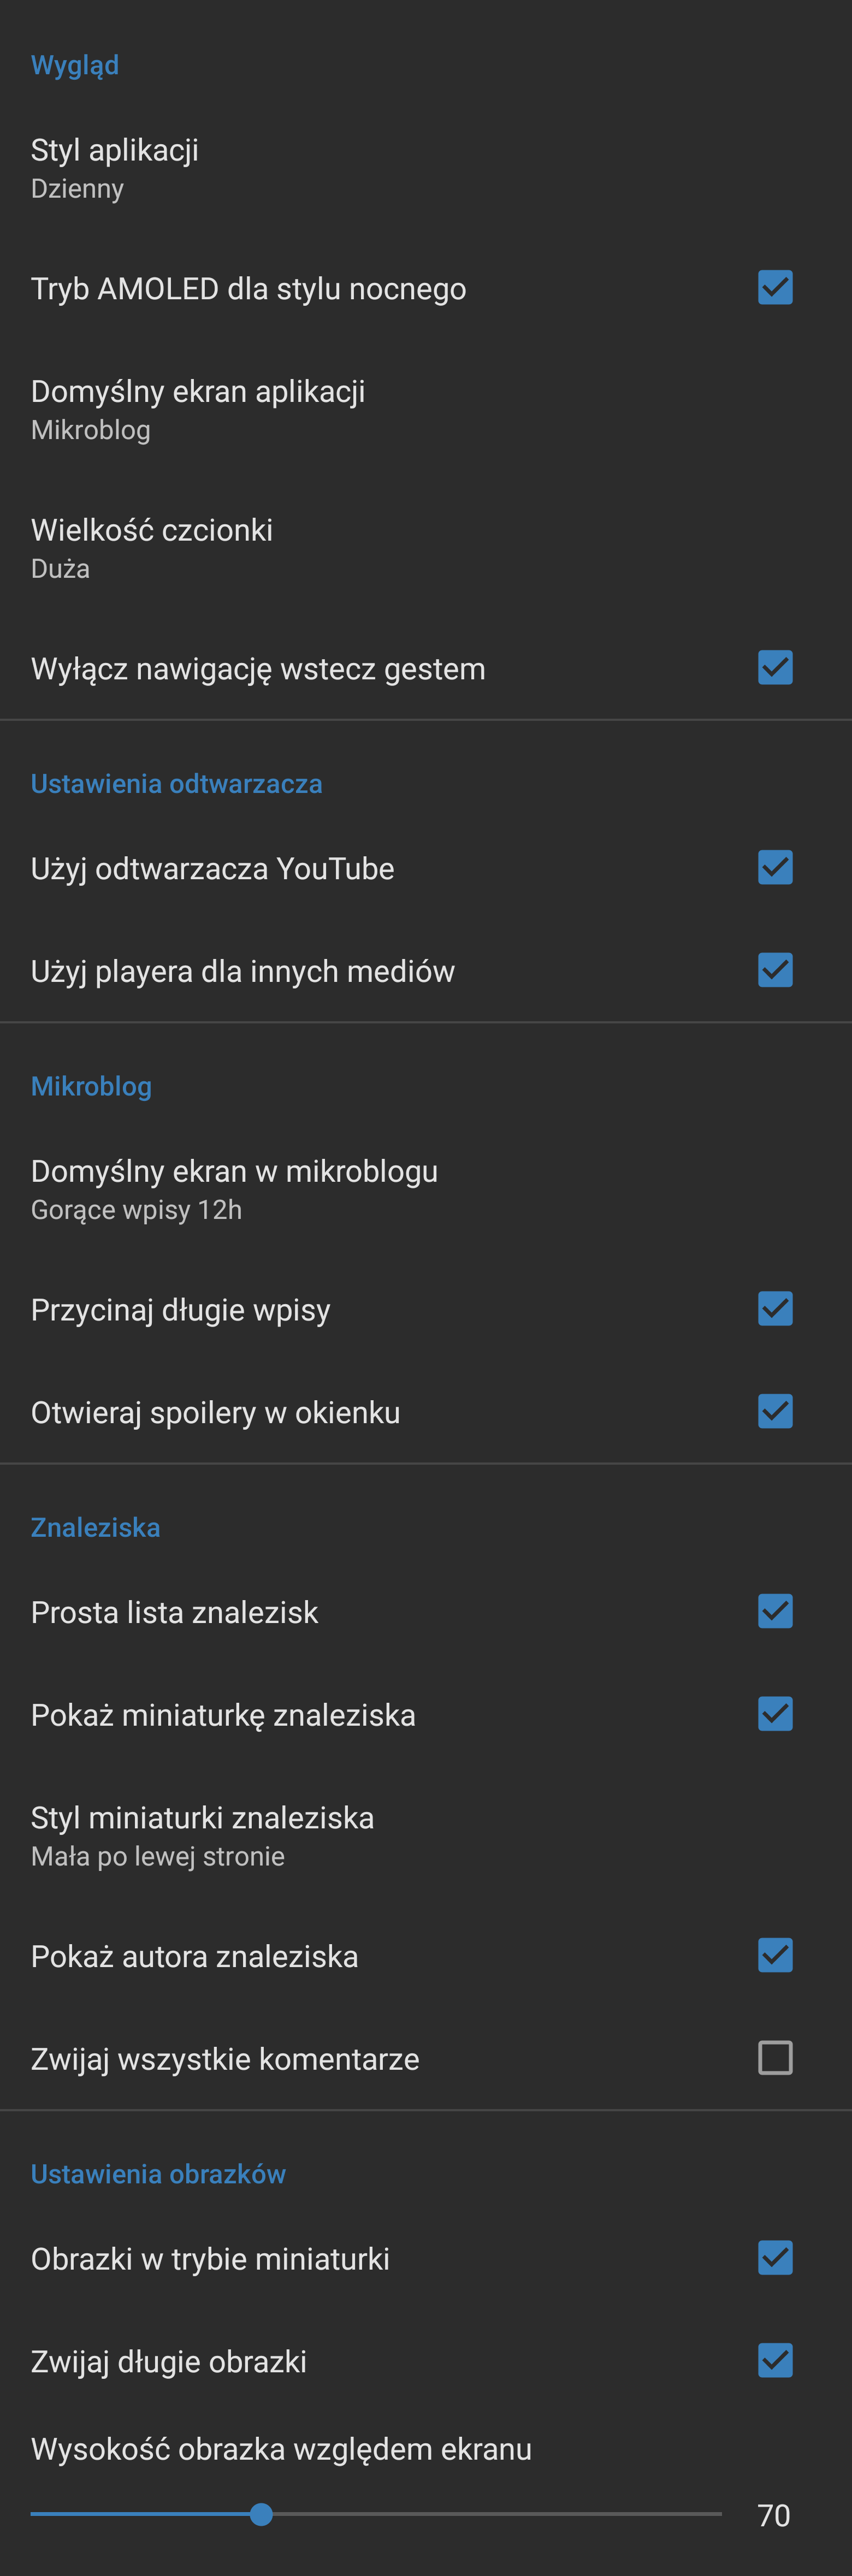 Wygląd
Styl aplikacji
Dzienny
Tryb AMOLED dla stylu nocnego
Domyślny ekran aplikacji
Mikroblog
Wielkość czcionki
Duża
Wyłącz nawigację wstecz gestem
Ustawienia odtwarzacza
Użyj odtwarzacza YouTube
Użyj playera dla innych mediów
Mikroblog
Domyślny ekran w mikroblogu
Gorące wpisy 12h
Przycinaj długie wpisy
Otwieraj spoilery w okienku
Znaleziska
Prosta lista znalezisk
Pokaż miniaturkę znaleziska
Styl miniaturki znaleziska
Mała po lewej stronie
Pokaż autora znaleziska
Zwijaj wszystkie komentarze
Ustawienia obrazków
Obrazki w trybie miniaturki
Zwijaj długie obrazki
Wysokość obrazka względem ekranu
70